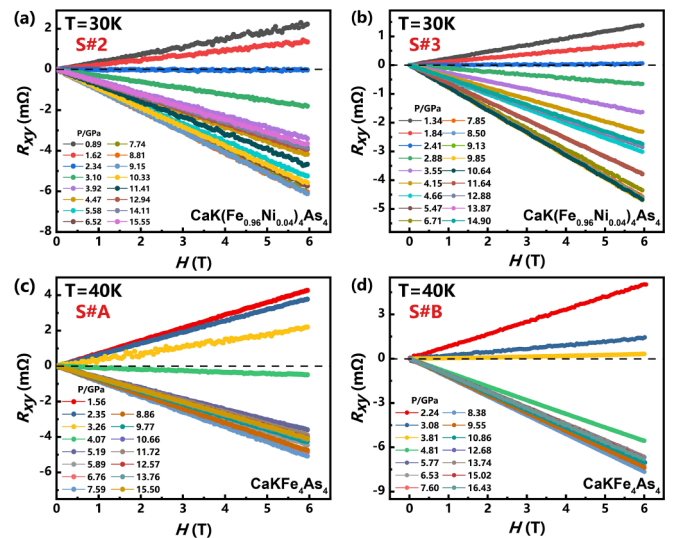 (a)
T=30K
S#2
2
0
-2
-4
-6
-8
Rxy (mΩ)
P/GPa
0.89 7.74
1.62 8.81
2.34 9.15
3.10 10.33
3.92 11.41
4.47 12.94
5.58 14.11
6.52 15.55
CaK(Fe0.96Ni0.04)4As4
0 1 2 3 4 5 6
H (T)
(b)
T=30K
S#3
2
1
0
-1
-2
-3
-4
-5
Rxy (mΩ)
P/GPa
1.34 7.85
1.84 8.50
2.41 9.13
2.88 9.85
3.55 10.64
4.15 11.64
4.66 12.88
5.47 13.87
6.71 14.90
CaK(Fe0.96Ni0.04)4As4
0 1 2 3 4 5 6
H (T)
(c)
T=40K
S#A
4
2
0
-2
-4
-6
Rxy (mΩ)
P/GPa
1.56
2.35 8.86
3.26 9.77
4.07 10.66
5.19 11.72
5.89 12.57
6.76 13.76
7.59 15.50
CaKFe4As4
0 1 2 3 4 5 6
H (T)
(d)
T=40K
S#B
3
0
-3
-6
-9
Rxy (mΩ)
P/GPa
2.24 8.38
3.08 9.55
3.81 10.86
4.81 12.68
5.77 13.74
6.53 15.02
7.60 16.43
CaKFe4As4
0 1 2 3 4 5 6
H (T)